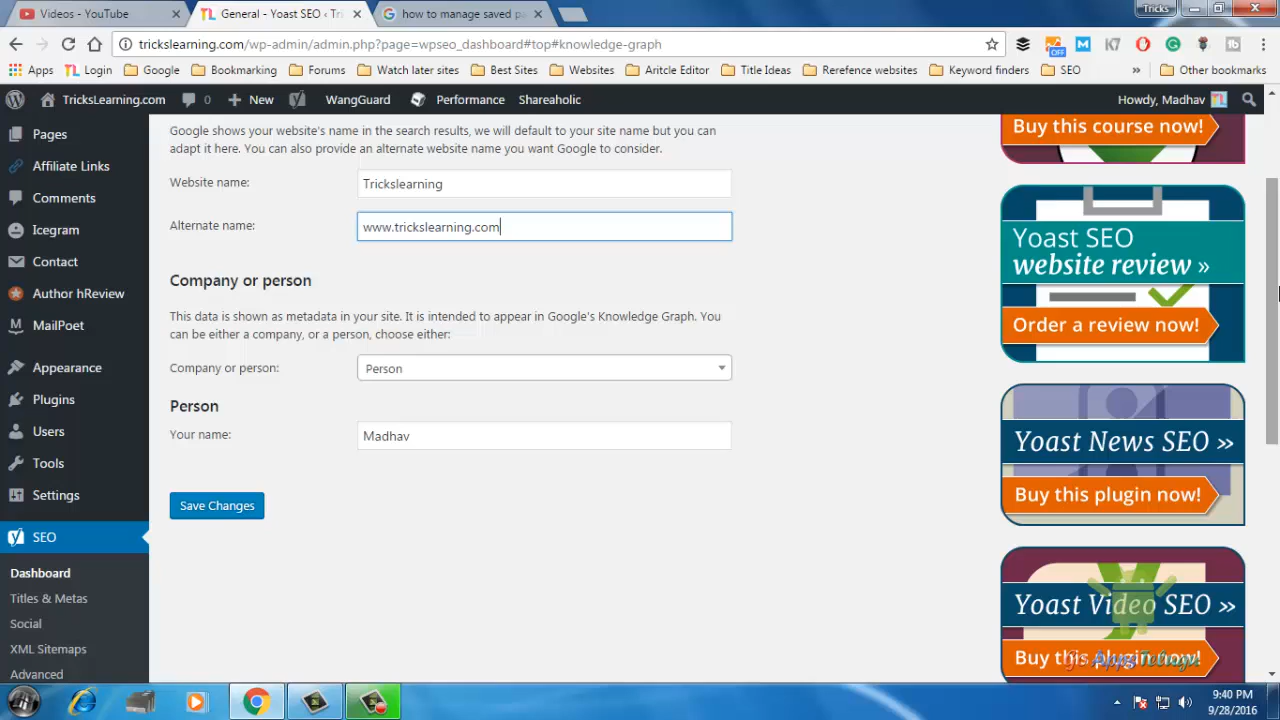 Videos - YouTube
General - Yoast SEO ‹ Tri
how to manage saved pa
Tricks
trickslearning.com/wp-admin/admin.php?page=wpseo_dashboard#top#knowledge-graph
OFF
Apps
Login
Google
Bookmarking
Forums
Watch later sites
Best Sites
Websites
Aritcle Editor
Title Ideas
Rerefence websites
Keyword finders
SEO
»
Other bookmarks
TricksLearning.com
0
New
WangGuard
Performance
Shareaholic
Howdy, Madhav
Pages
Affiliate Links
Comments
Icegram
Contact
Author hReview
MailPoet
Appearance
Plugins
Users
Tools
Settings
SEO
Dashboard
Titles & Metas
Social
XML Sitemaps
Advanced
Google shows your website's name in the search results, we will default to your site name but you can
adapt it here. You can also provide an alternate website name you want Google to consider.
Website name:
Trickslearning
Alternate name:
www.trickslearning.com
Company or person
This data is shown as metadata in your site. It is intended to appear in Google's Knowledge Graph. You
can be either a company, or a person, choose either:
Company or person:
Person
Person
Your name:
Madhav
Save Changes
Buy this course now!
Yoast SEO
website review »
Order a review now!
Yoast News SEO »
Buy this plugin now!
Yoast Video SEO »
Buy this plugin now!
Go Apps Telugu
9:40 PM
9/28/2016